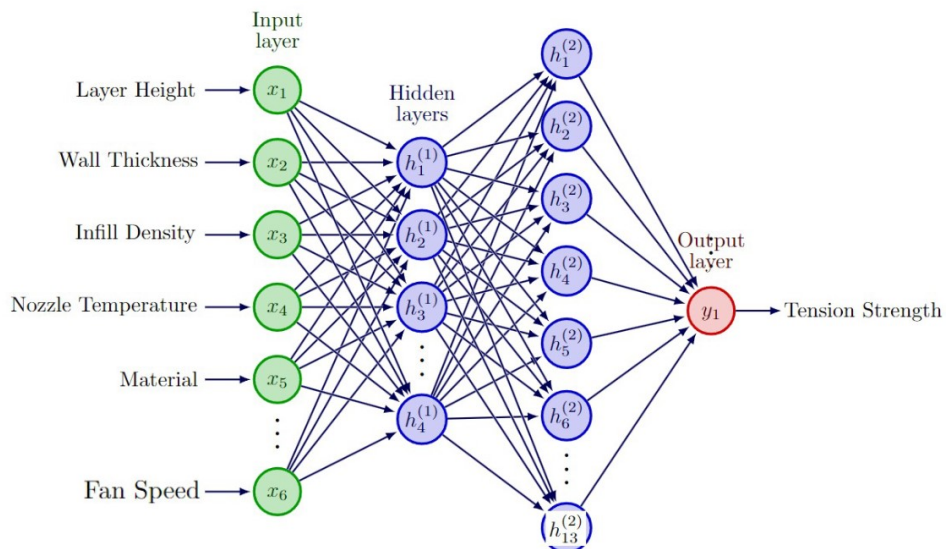 Input
layer
Layer Height
x₁
Wall Thickness
x₂
Infill Density
x₃
Nozzle Temperature
x₄
Material
x₅
Fan Speed
x₆
Hidden
layers
h₁⁽¹⁾
h₂⁽¹⁾
h₃⁽¹⁾
h₄⁽¹⁾
h₁⁽²⁾
h₂⁽²⁾
h₃⁽²⁾
h₄⁽²⁾
h₅⁽²⁾
h₆⁽²⁾
h₁₃⁽²⁾
Output
layer
y₁
Tension Strength